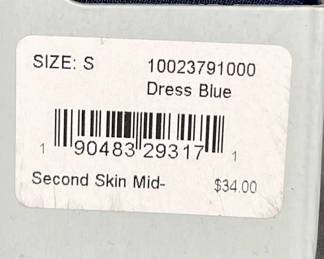 SIZE: S 10023791000
Dress Blue
1 90483 29317 1
Second Skin Mid- $34.00